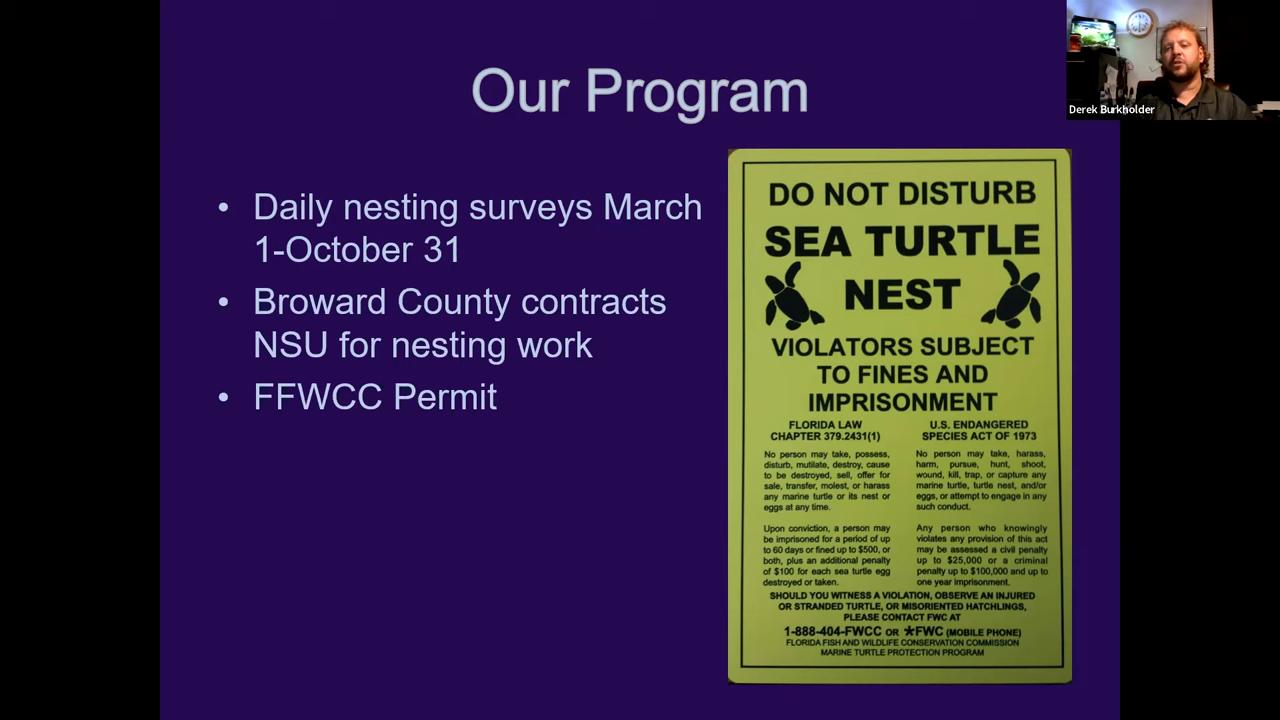 Our Program
Derek Burkholder
• Daily nesting surveys March
1-October 31
• Broward County contracts
NSU for nesting work
• FFWCC Permit
DO NOT DISTURB
SEA TURTLE
NEST
VIOLATORS SUBJECT
TO FINES AND
IMPRISONMENT
FLORIDA LAW
CHAPTER 379.2431(1)
No person may take, possess,
disturb, mutilate, destroy, cause
to be destroyed, sell, offer for
sale, transfer, molest, or harass
any marine turtle or its nest or
eggs at any time.
Upon conviction, a person may
be imprisoned for a period of up
to 60 days or fined up to $500, or
both, plus an additional penalty
of $100 for each sea turtle egg
destroyed or taken.
U.S. ENDANGERED
SPECIES ACT OF 1973
No person may take, harass,
harm, pursue, hunt, shoot,
wound, kill, trap, or capture any
marine turtle, turtle nest, and/or
eggs, or attempt to engage in any
such conduct.
Any person who knowingly
violates any provision of this act
may be assessed a civil penalty
up to $25,000 or a criminal
penalty up to $100,000 and up to
one year imprisonment.
SHOULD YOU WITNESS A VIOLATION, OBSERVE AN INJURED
OR STRANDED TURTLE, OR MISORIENTED HATCHLINGS,
PLEASE CONTACT FWC AT
1-888-404-FWCC OR *FWC (MOBILE PHONE)
FLORIDA FISH AND WILDLIFE CONSERVATION COMMISSION
MARINE TURTLE PROTECTION PROGRAM